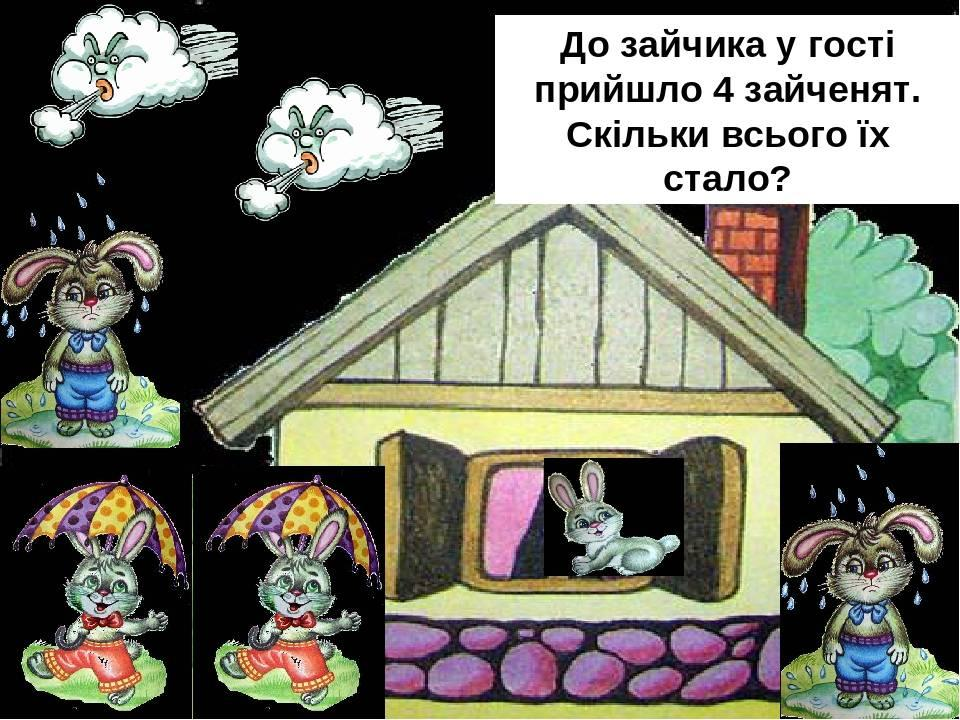 До зайчика у гості
прийшло 4 зайченят.
Скільки всього їх
стало?